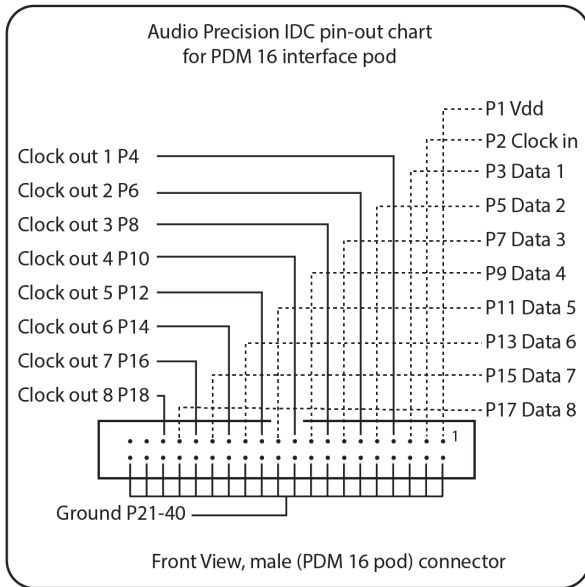 Audio Precision IDC pin-out chart
for PDM 16 interface pod
P1 Vdd
P2 Clock in
Clock out 1 P4
P3 Data 1
Clock out 2 P6
P5 Data 2
Clock out 3 P8
P7 Data 3
Clock out 4 P10
P9 Data 4
Clock out 5 P12
P11 Data 5
Clock out 6 P14
P13 Data 6
Clock out 7 P16
P15 Data 7
Clock out 8 P18
P17 Data 8
1
Ground P21-40
Front View, male (PDM 16 pod) connector